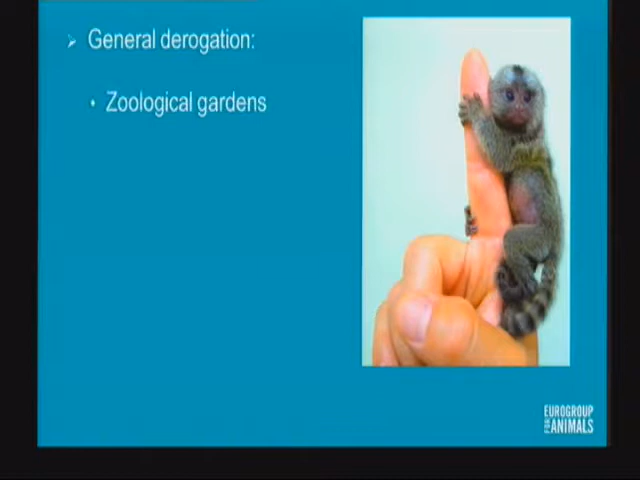 General derogation:
Zoological gardens
EUROGROUP
FOR ANIMALS